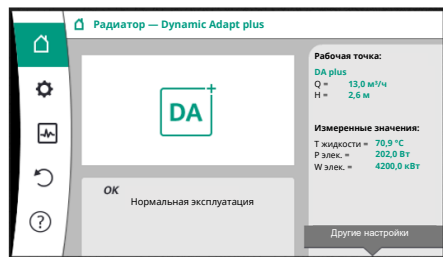 Радиатор — Dynamic Adapt plus
DA+
OK
Нормальная эксплуатация
Рабочая точка:
DA plus
Q = 13,0 м³/ч
H = 2,6 м
Измеренные значения:
T жидкости = 70,9 °C
P элек. = 202,0 Вт
W элек. = 4200,0 кВт
Другие настройки
?